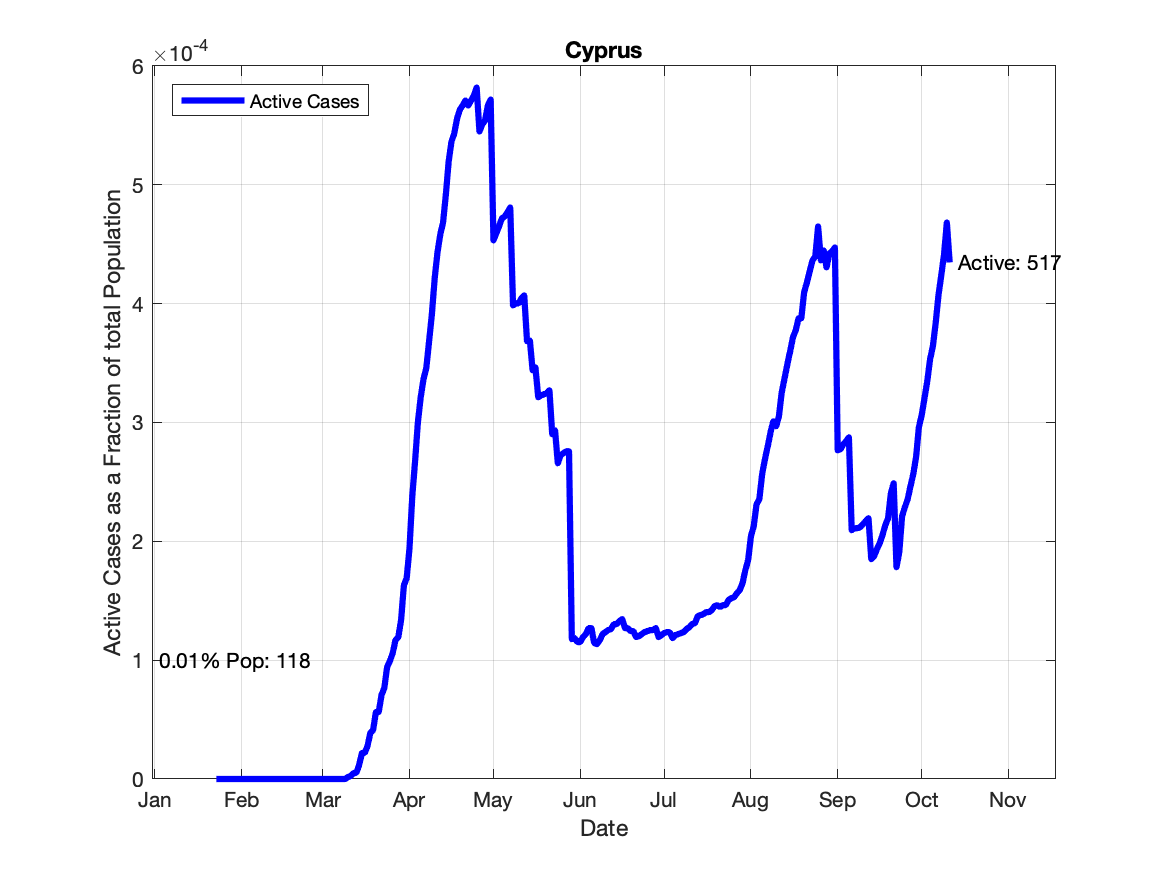 Cyprus
×10-4
Active Cases
6
5
4
3
2
1
0
Active Cases as a Fraction of total Population
0.01% Pop: 118
Active: 517
Jan Feb Mar Apr May Jun Jul Aug Sep Oct Nov
Date